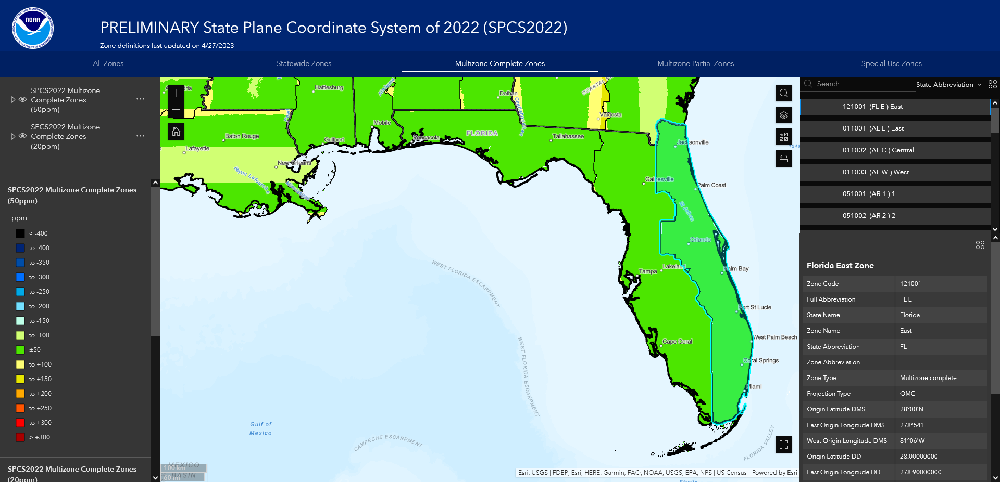 NOAA
NATIONAL OCEANIC AND ATMOSPHERIC ADMINISTRATION
U.S. DEPARTMENT OF COMMERCE
PRELIMINARY State Plane Coordinate System of 2022 (SPCS2022)
Zone definitions last updated on 4/27/2023
All Zones
Statewide Zones
Multizone Complete Zones
Multizone Partial Zones
Special Use Zones
SPCS2022 Multizone
Complete Zones
(50ppm)
SPCS2022 Multizone
Complete Zones
(20ppm)
SPCS2022 Multizone Complete Zones
(50ppm)
ppm
< -400
to -400
to -350
to -300
to -250
to -200
to -150
to -100
±50
to +100
to +150
to +200
to +250
to +300
> +300
SPCS2022 Multizone Complete Zones
(20ppm)
Hattiesburg
Alabama
Dothan
COASTAL
Chattahoochee
Valdosta
Pearl
Mobile
FLORIDA
Baton Rouge
Gulfport
Pensacola
Tallahassee
Jacksonville
1248
Lafayette
New Orleans
Bayou Lafourche
Mississippi
Gainesville
Palm Coast
St Johns
Orlando
WEST FLORIDA ESCARPMENT
Tampa
Lakeland
Palm Bay
Port St Lucie
WEST FLORIDA ESCARPMENT
Cape Coral
West Palm Beach
Coral Springs
Miami
Gulf of
Mexico
CAMPECHE ESCARPMENT
FLORIDA VALLEY
MEXICO
BASIN
100 km
60 mi
Esri, USGS | FDEP, Esri, HERE, Garmin, FAO, NOAA, USGS, EPA, NPS | US Census Powered by Esri
Straits
Search
State Abbreviation
121001 (FL E ) East
011001 (AL E ) East
011002 (AL C ) Central
011003 (AL W ) West
051001 (AR 1 ) 1
051002 (AR 2 ) 2
Florida East Zone
Zone Code 121001
Full Abbreviation FL E
State Name Florida
Zone Name East
State Abbreviation FL
Zone Abbreviation E
Zone Type Multizone complete
Projection Type OMC
Origin Latitude DMS 28°00'N
East Origin Longitude DMS 278°54'E
West Origin Longitude DMS 81°06'W
Origin Latitude DD 28.00000000
East Origin Longitude DD 278.90000000